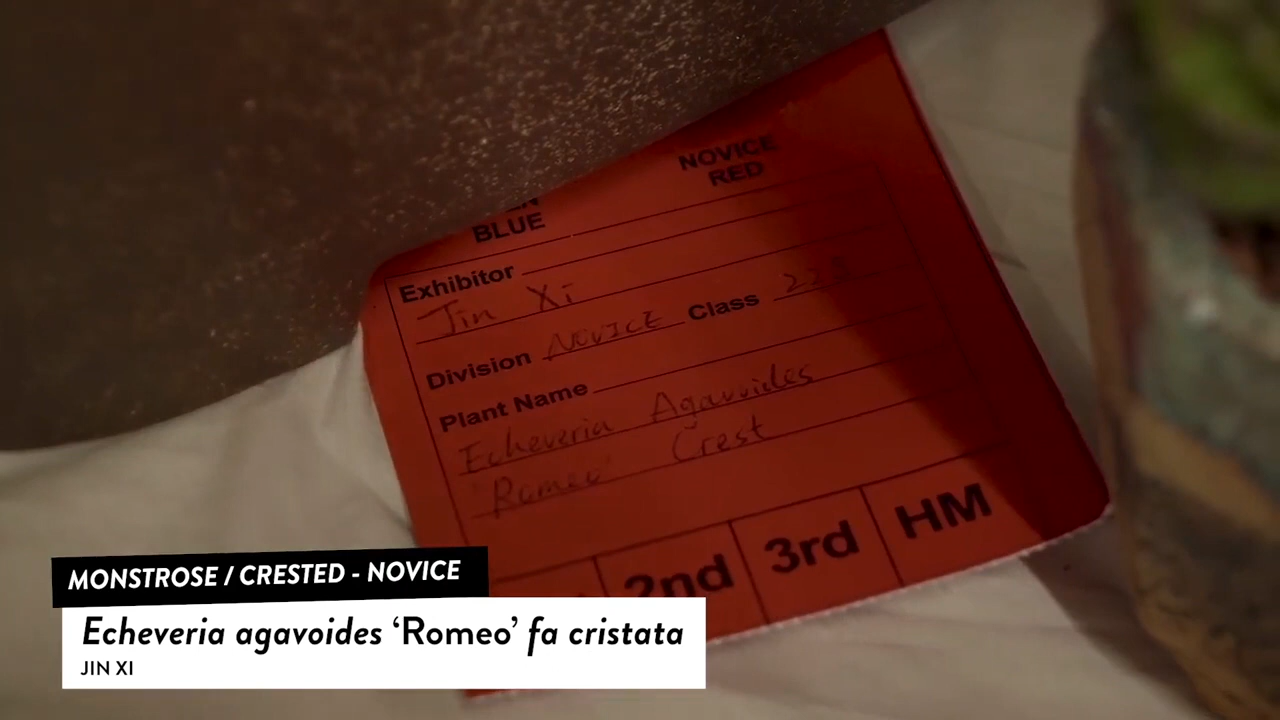 NOVICE
RED
BLUE
Exhibitor
Jin Xi
Division NOVICE Class
Plant Name
Echeveria Agavoides
Romeo Crest
2nd 3rd HM
MONSTROSE / CRESTED - NOVICE
Echeveria agavoides ‘Romeo’ fa cristata
JIN XI